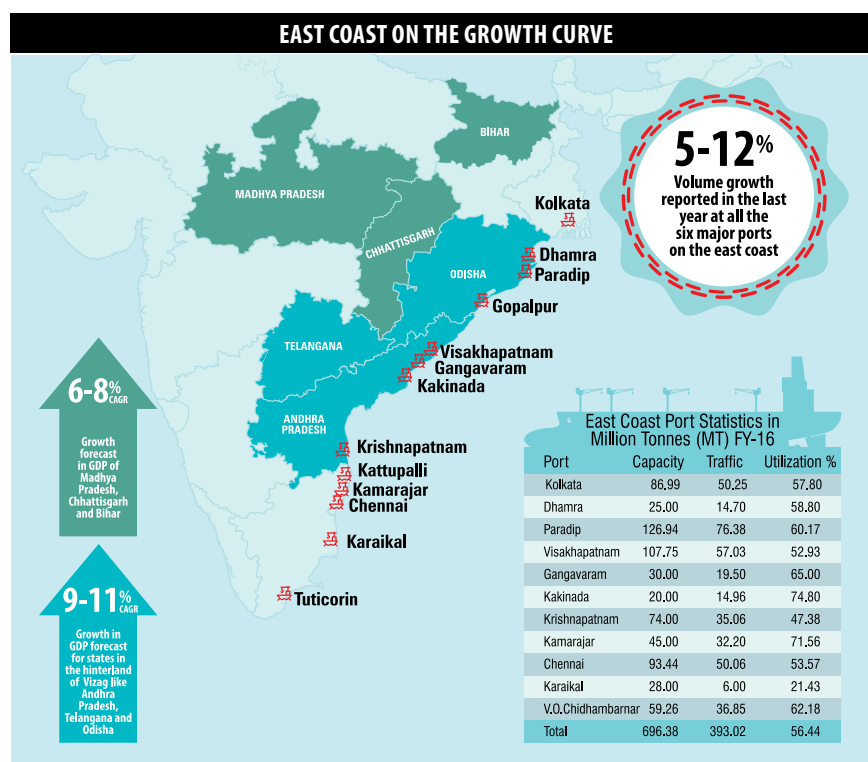 EAST COAST ON THE GROWTH CURVE
BIHAR
MADHYA PRADESH
CHHATTISGARH
ODISHA
TELANGANA
ANDHRA
PRADESH
Kolkata
Dhamra
Paradip
Gopalpur
Visakhapatnam
Gangavaram
Kakinada
Krishnapatnam
Kattupalli
Kamarajar
Chennai
Karaikal
Tuticorin
5-12%
Volume growth
reported in the last
year at all the
six major ports
on the east coast
6-8%
CAGR
Growth
forecast
in GDP of
Madhya
Pradesh,
Chhattisgarh
and Bihar
9-11%
CAGR
Growth in
GDP forecast
for states in
the hinterland
of Vizag like
Andhra
Pradesh,
Telangana and
Odisha
East Coast Port Statistics in
Million Tonnes (MT) FY-16
Port Capacity Traffic Utilization %
Kolkata 86.99 50.25 57.80
Dhamra 25.00 14.70 58.80
Paradip 126.94 76.38 60.17
Visakhapatnam 107.75 57.03 52.93
Gangavaram 30.00 19.50 65.00
Kakinada 20.00 14.96 74.80
Krishnapatnam 74.00 35.06 47.38
Kamarajar 45.00 32.20 71.56
Chennai 93.44 50.06 53.57
Karaikal 28.00 6.00 21.43
V.O.Chidhambarnar 59.26 36.85 62.18
Total 696.38 393.02 56.44